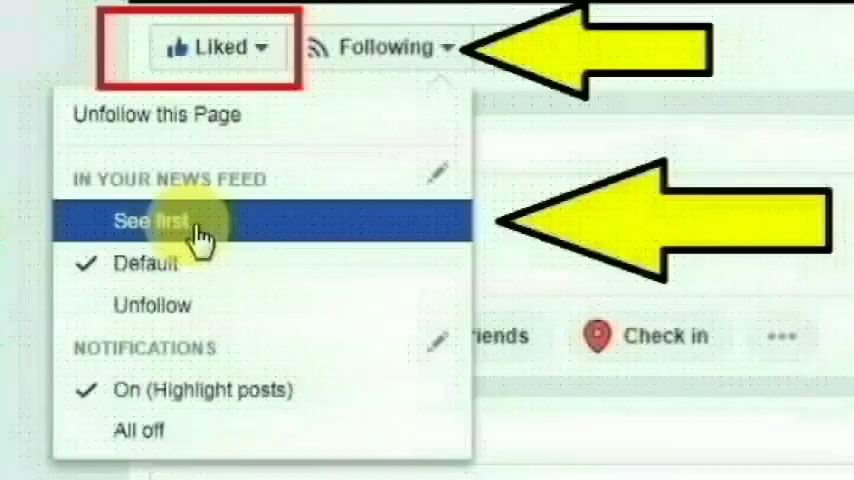 Liked Following
Unfollow this Page
IN YOUR NEWS FEED
See first
Default
Unfollow
NOTIFICATIONS
iends Check in
On (Highlight posts)
All off